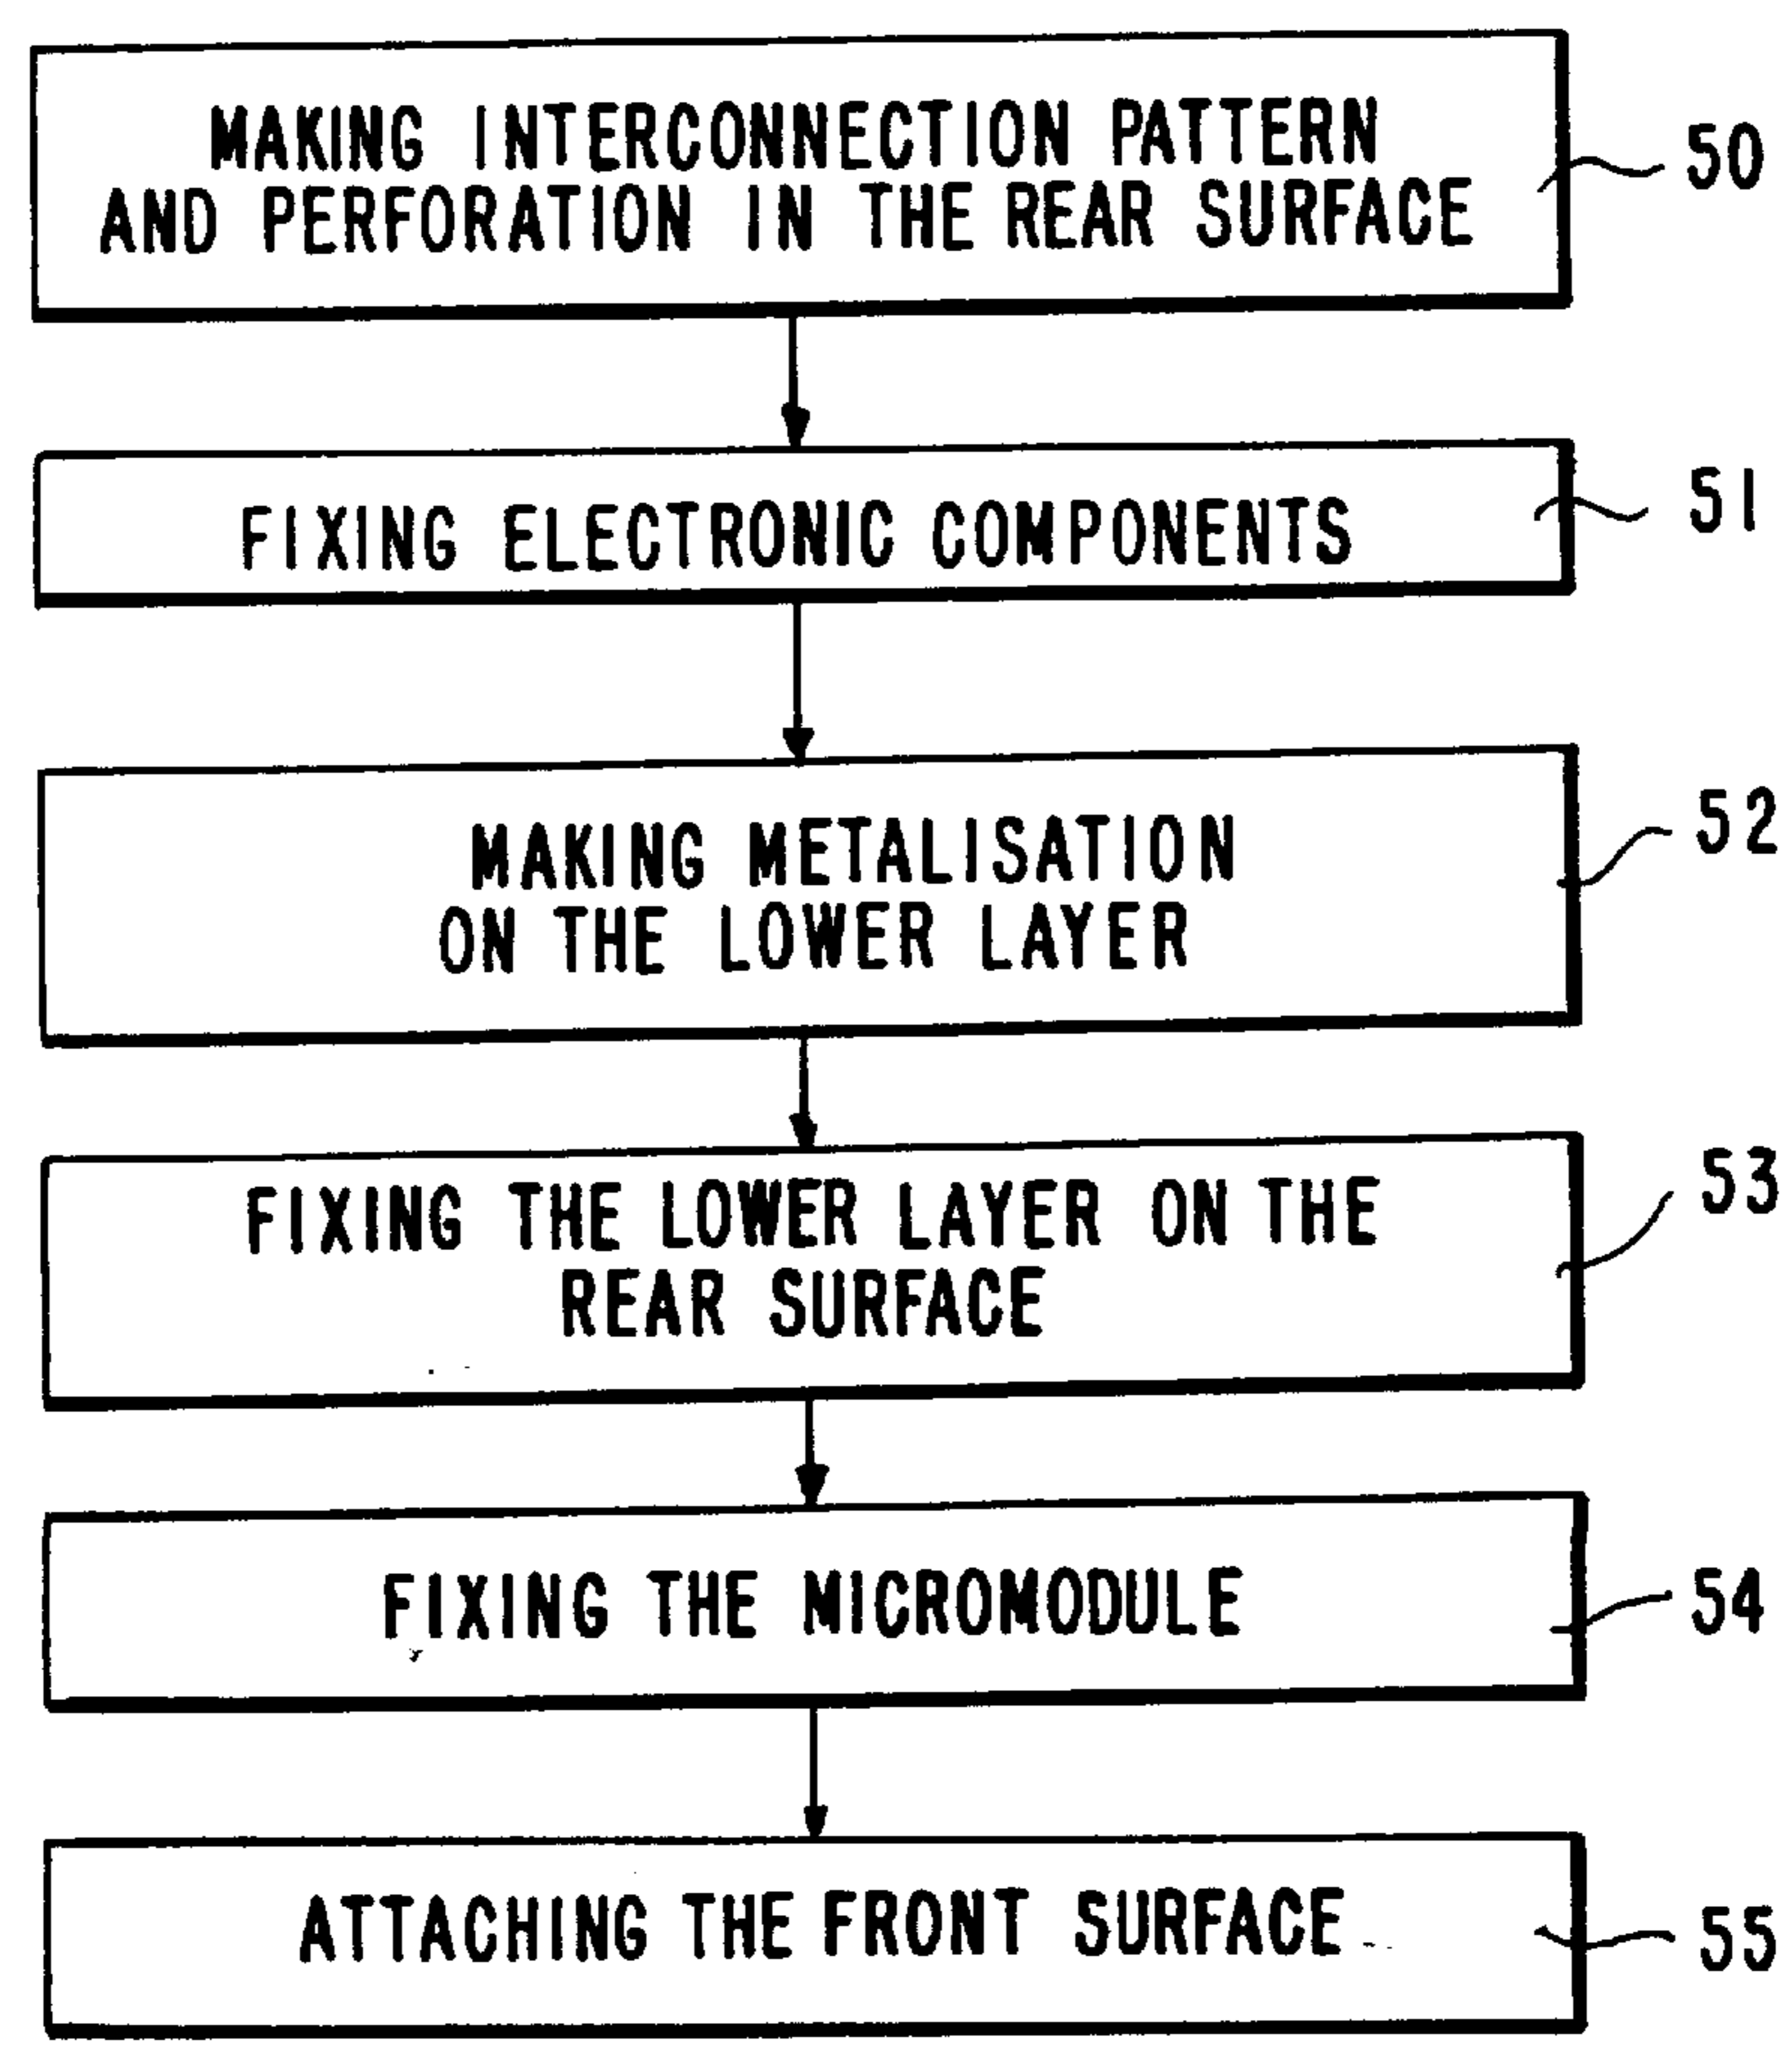 MAKING INTERCONNECTION PATTERN
AND PERFORATION IN THE REAR SURFACE
50
FIXING ELECTRONIC COMPONENTS
51
MAKING METALISATION
ON THE LOWER LAYER
52
FIXING THE LOWER LAYER ON THE
REAR SURFACE
53
FIXING THE MICROMODULE
54
ATTACHING THE FRONT SURFACE
55